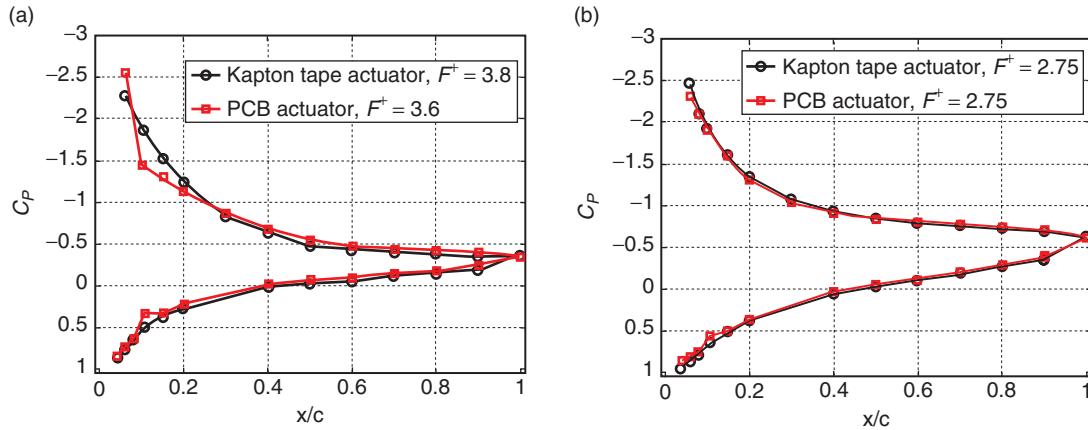 (a)
−3
−2.5
−2
−1.5
−1
−0.5
0
0.5
1
C_P
Kapton tape actuator, F⁺ = 3.8
PCB actuator, F⁺ = 3.6
0 0.2 0.4 0.6 0.8 1
x/c
(b)
−3
−2.5
−2
−1.5
−1
−0.5
0
0.5
1
C_P
Kapton tape actuator, F⁺ = 2.75
PCB actuator, F⁺ = 2.75
0 0.2 0.4 0.6 0.8 1
x/c